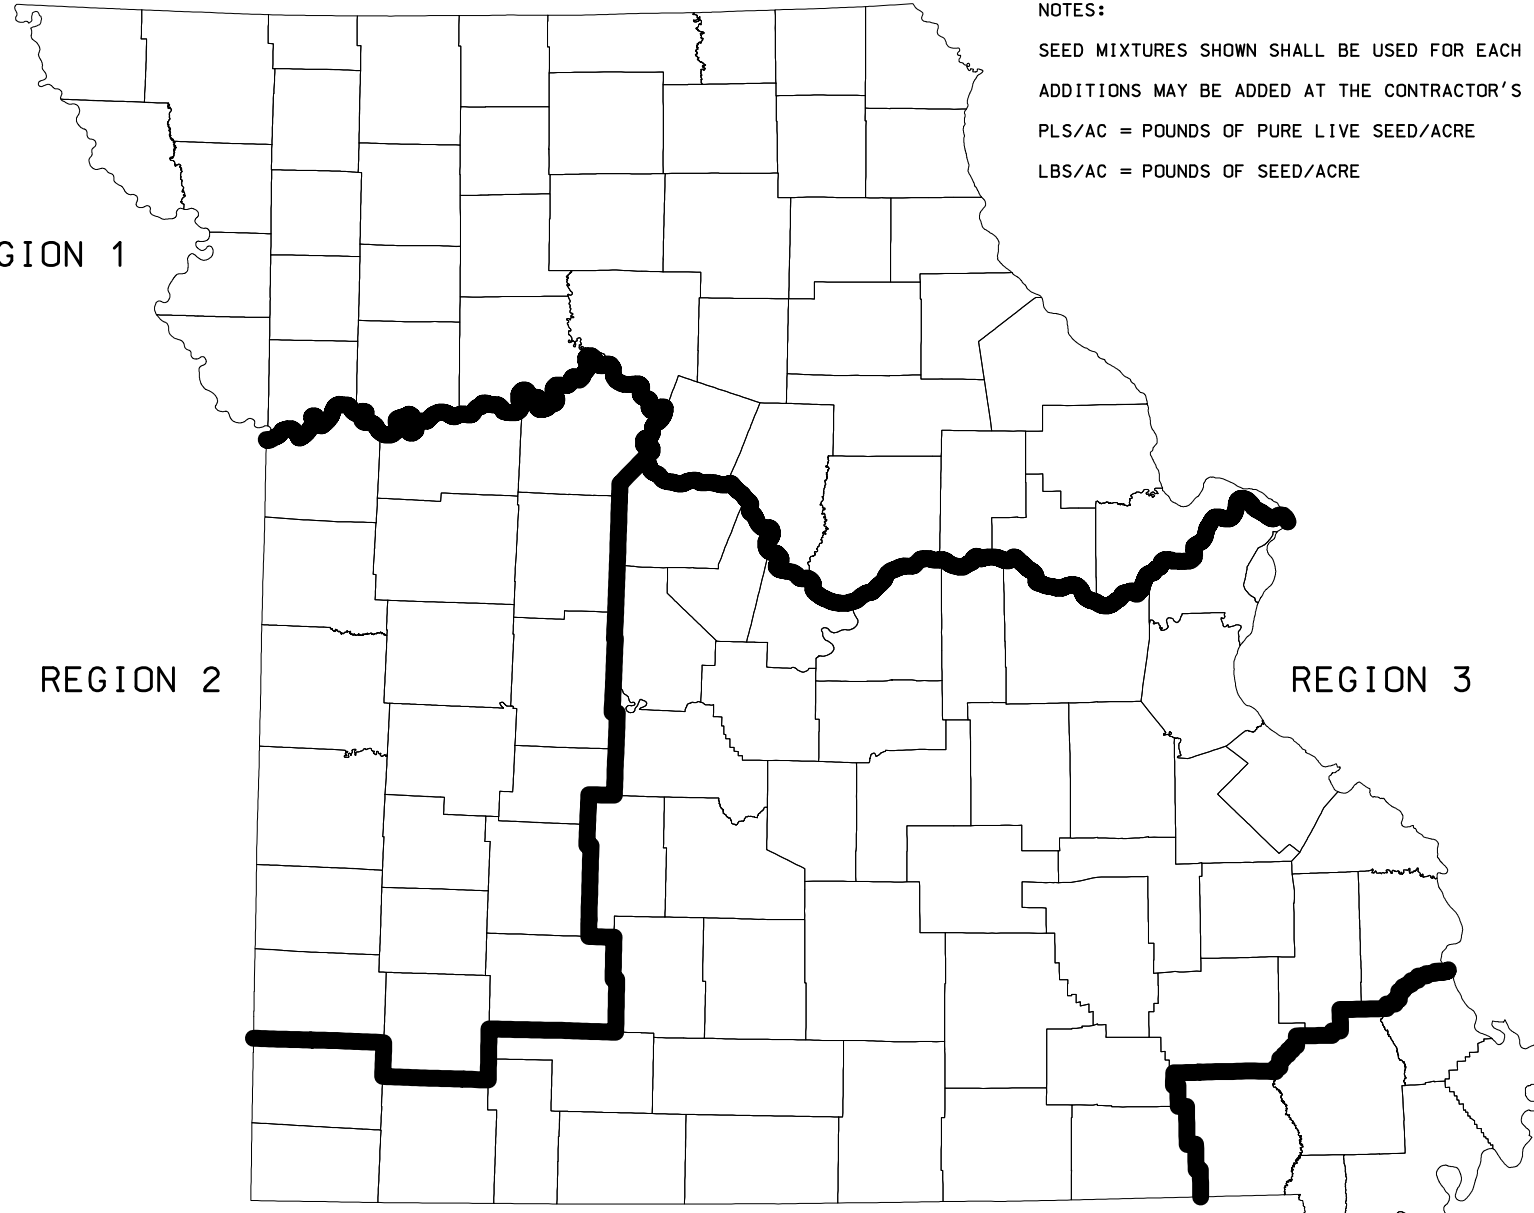 NOTES:
SEED MIXTURES SHOWN SHALL BE USED FOR EACH
ADDITIONS MAY BE ADDED AT THE CONTRACTOR'S
PLS/AC = POUNDS OF PURE LIVE SEED/ACRE
LBS/AC = POUNDS OF SEED/ACRE
GION 1
REGION 2
REGION 3